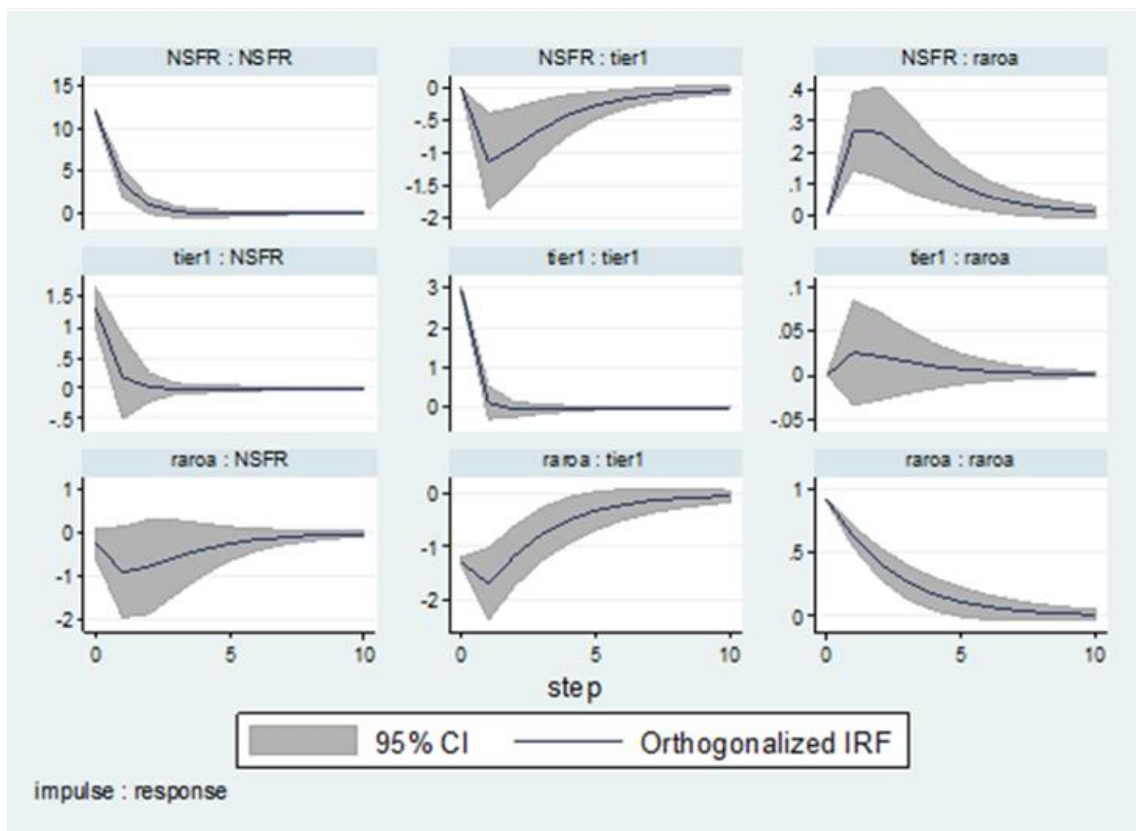 NSFR : NSFR
NSFR : tier1
NSFR : raroa
15
10
5
0
0
-.5
-1
-1.5
-2
.4
.3
.2
.1
0
tier1 : NSFR
tier1 : tier1
tier1 : raroa
1.5
1
.5
0
-.5
3
2
1
0
.1
.05
0
-.05
raroa : NSFR
raroa : tier1
raroa : raroa
1
0
-1
-2
0
-1
-2
1
.5
0
0 5 10
0 5 10
0 5 10
step
95% CI Orthogonalized IRF
impulse : response